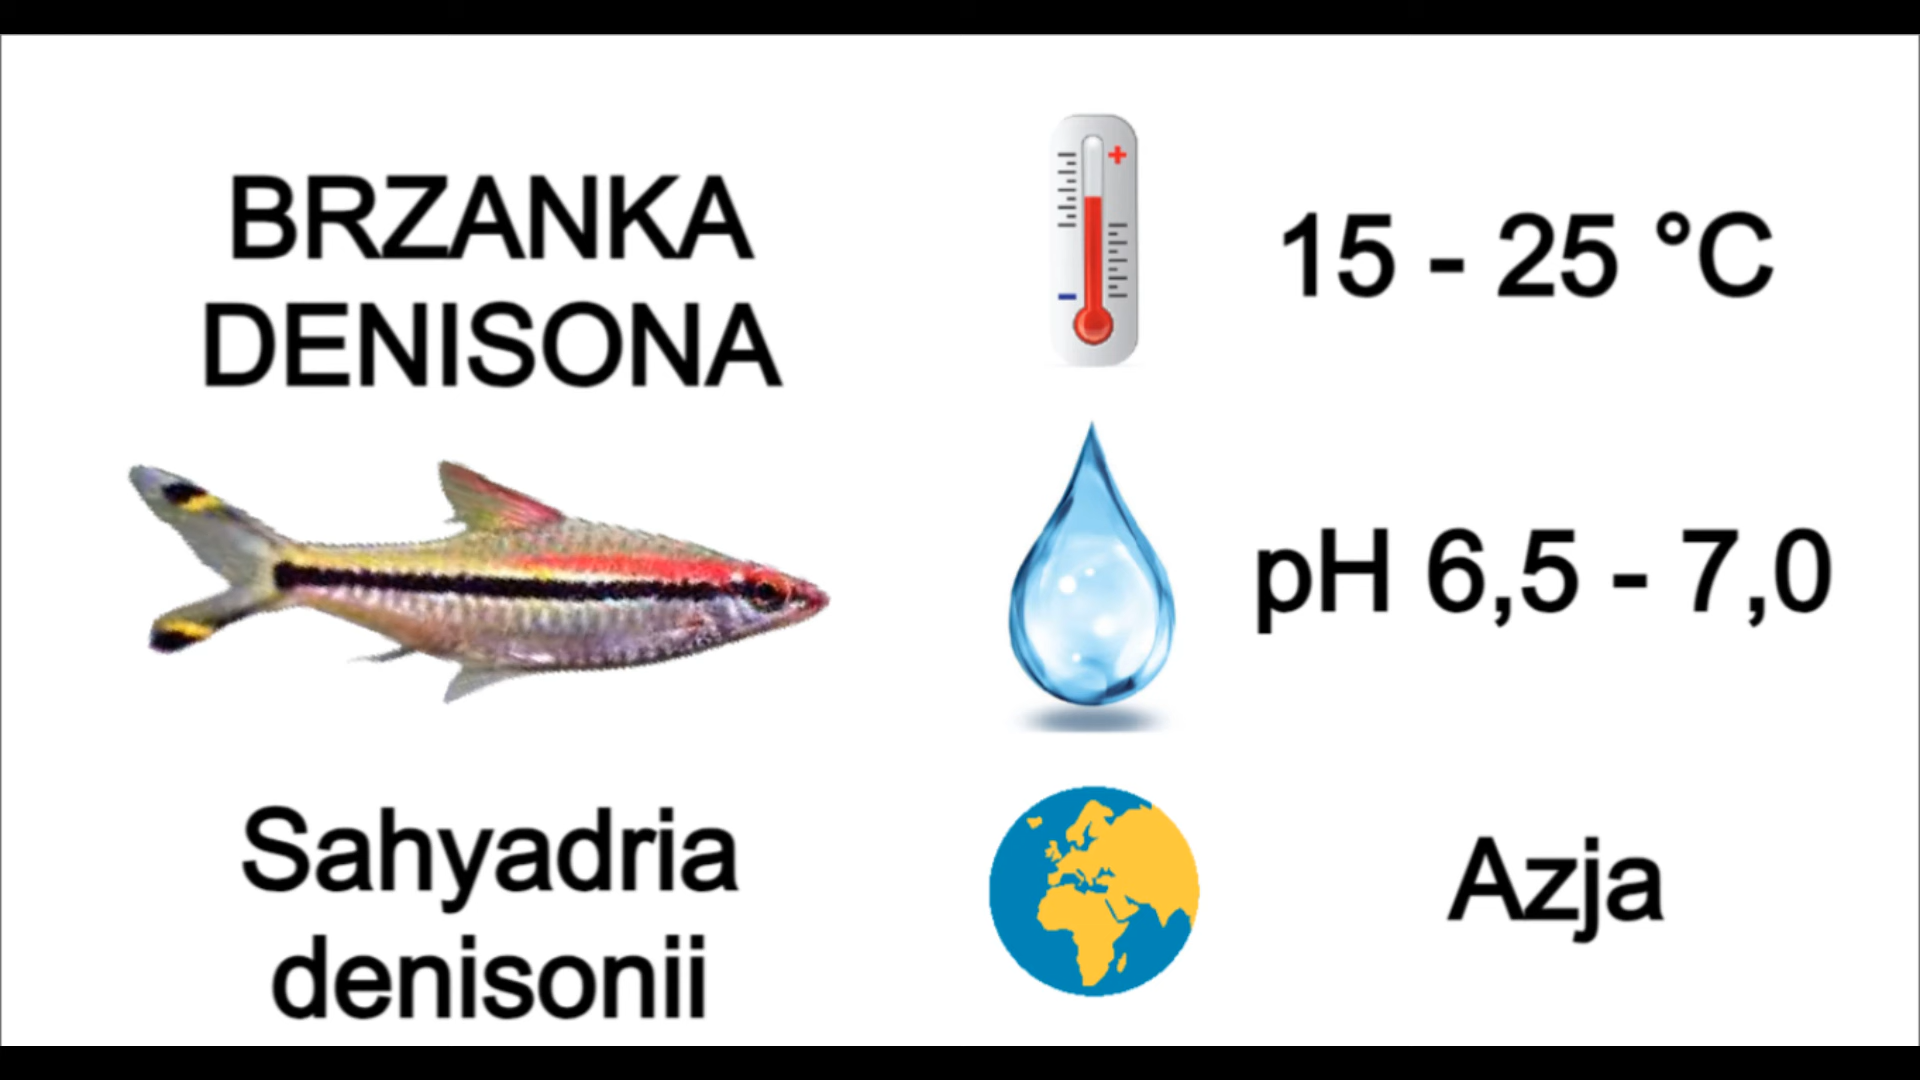 BRZANKA
DENISONA
Sahyadria
denisonii
15 - 25 °C
pH 6,5 - 7,0
Azja